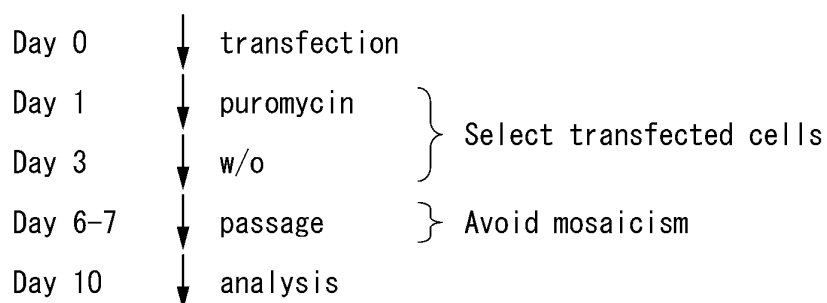 Day 0 transfection
Day 1 puromycin
Select transfected cells
Day 3 w/o
Day 6-7 passage Avoid mosaicism
Day 10 analysis